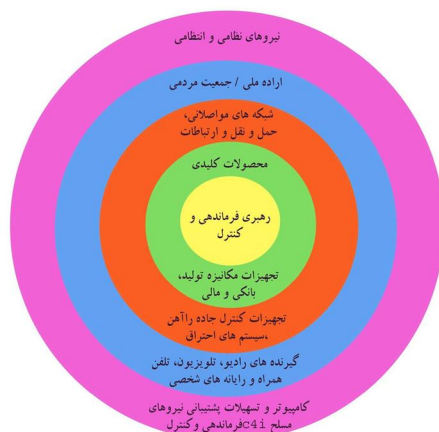 نیروهای نظامی و انتظامی
اراده ملی / جمعیت مردمی
شبکه های مواصلاتی،
حمل و نقل و ارتباطات
محصولات کلیدی
رهبری فرماندهی و
کنترل
تجهیزات مکانیزه تولید،
بانکی و مالی
تجهیزات کنترل جاده راآهن
،سیستم های احتراق
گیرنده های رادیو، تلویزیون، تلفن
همراه و رایانه های شخصی
کامپیوتر و تسهیلات پشتیبانی نیروهای
مسلح c4iفرماندهی وکنترل